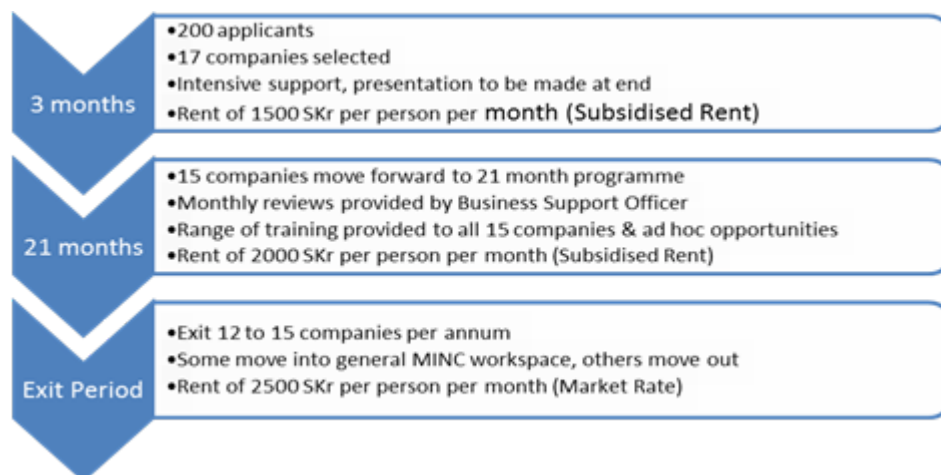 3 months
•200 applicants
•17 companies selected
•Intensive support, presentation to be made at end
•Rent of 1500 SKr per person per month (Subsidised Rent)
21 months
•15 companies move forward to 21 month programme
•Monthly reviews provided by Business Support Officer
•Range of training provided to all 15 companies & ad hoc opportunities
•Rent of 2000 SKr per person per month (Subsidised Rent)
Exit Period
•Exit 12 to 15 companies per annum
•Some move into general MINC workspace, others move out
•Rent of 2500 SKr per person per month (Market Rate)